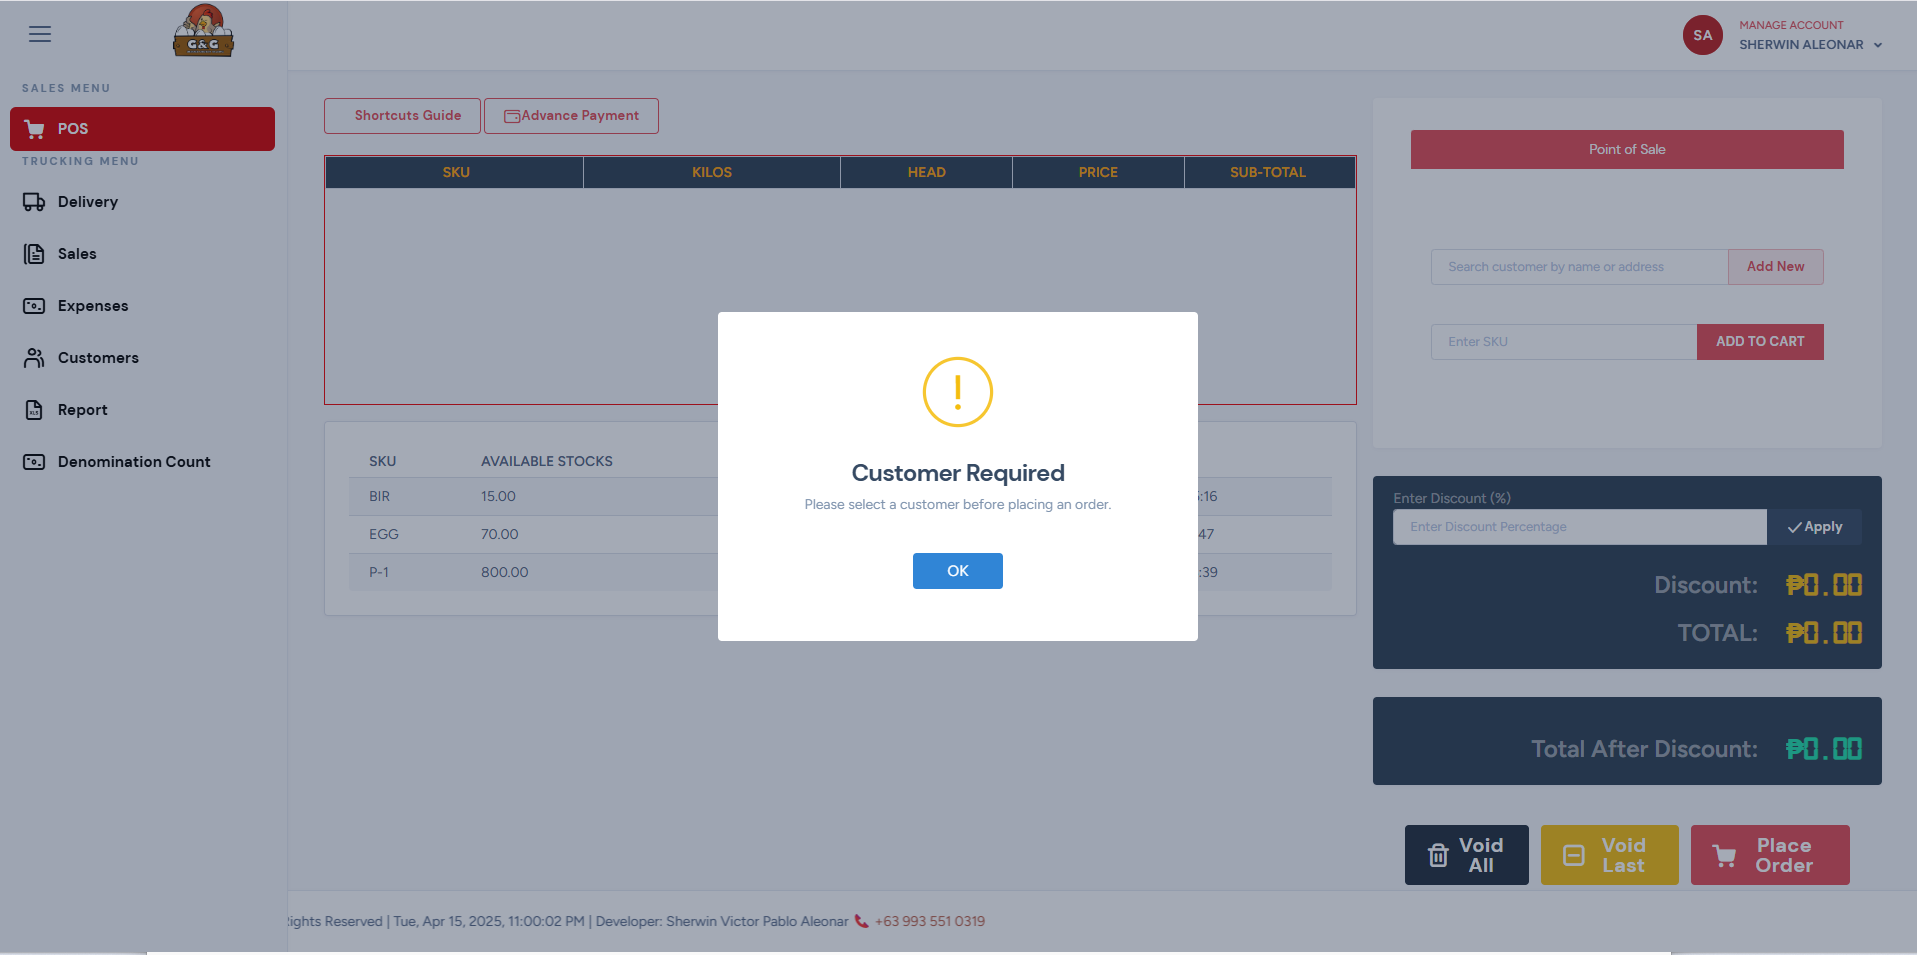 G&G
MANAGE ACCOUNT
SA
SHERWIN ALEONAR
SALES MENU
POS
TRUCKING MENU
Delivery
Sales
Expenses
Customers
Report
Denomination Count
Shortcuts Guide
Advance Payment
SKU KILOS HEAD PRICE SUB-TOTAL
SKU AVAILABLE STOCKS
BIR 15.00 :16
EGG 70.00 47
P-1 800.00 :39
Customer Required
Please select a customer before placing an order.
OK
Point of Sale
Search customer by name or address Add New
Enter SKU ADD TO CART
Enter Discount (%)
Enter Discount Percentage Apply
Discount: ₱0.00
TOTAL: ₱0.00
Total After Discount: ₱0.00
Void All
Void Last
Place Order
Rights Reserved | Tue, Apr 15, 2025, 11:00:02 PM | Developer: Sherwin Victor Pablo Aleonar +63 993 551 0319